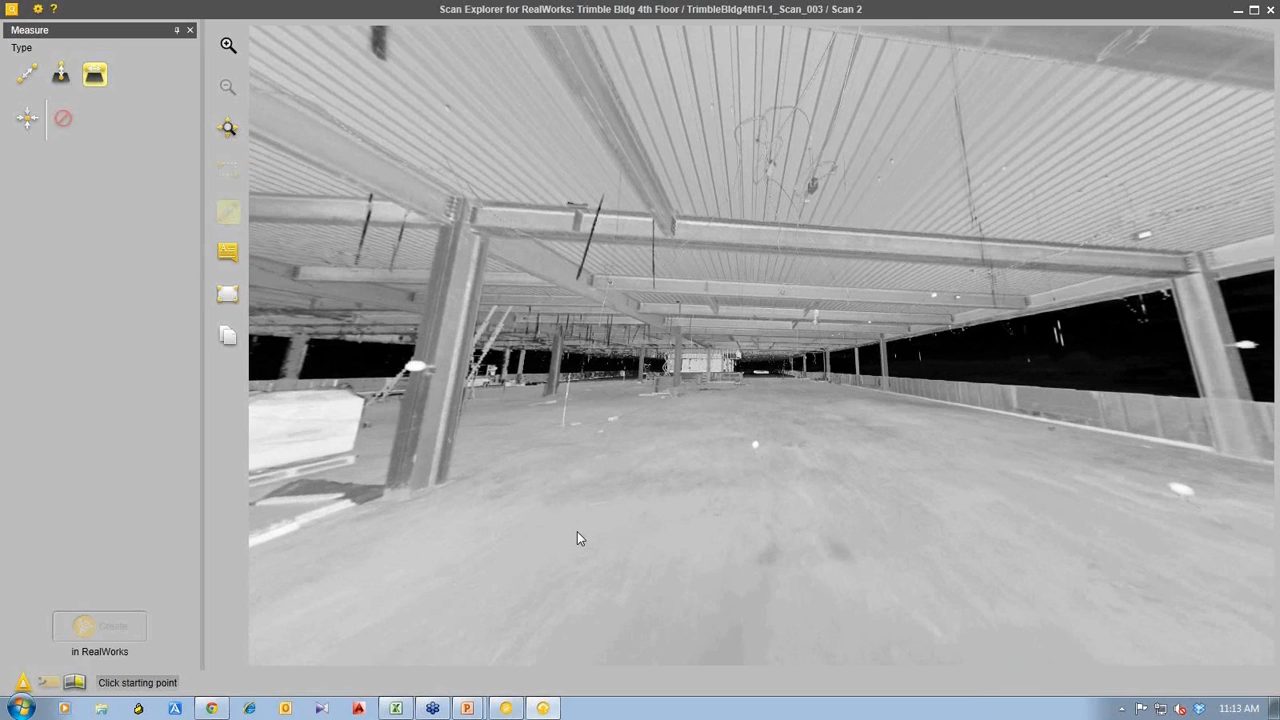 Scan Explorer for RealWorks: Trimble Bldg 4th Floor / TrimbleBldg4thFl.1_Scan_003 / Scan 2
Measure
Type
Create
in RealWorks
Click starting point
11:13 AM